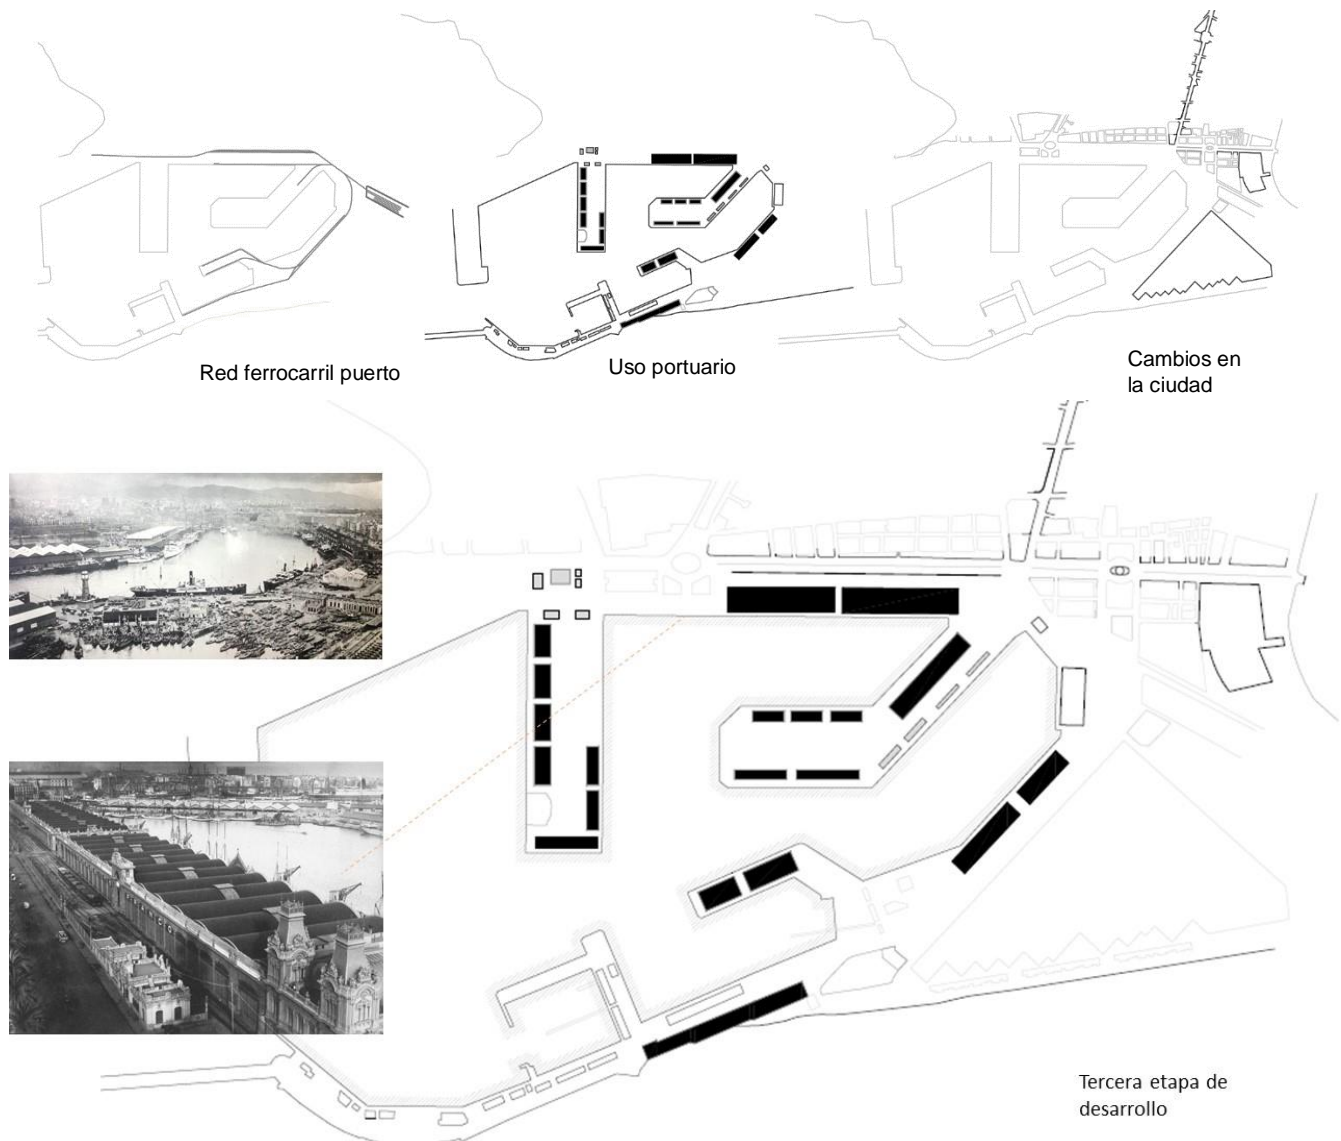 Red ferrocarril puerto
Uso portuario
Cambios en
la ciudad
Tercera etapa de
desarrollo